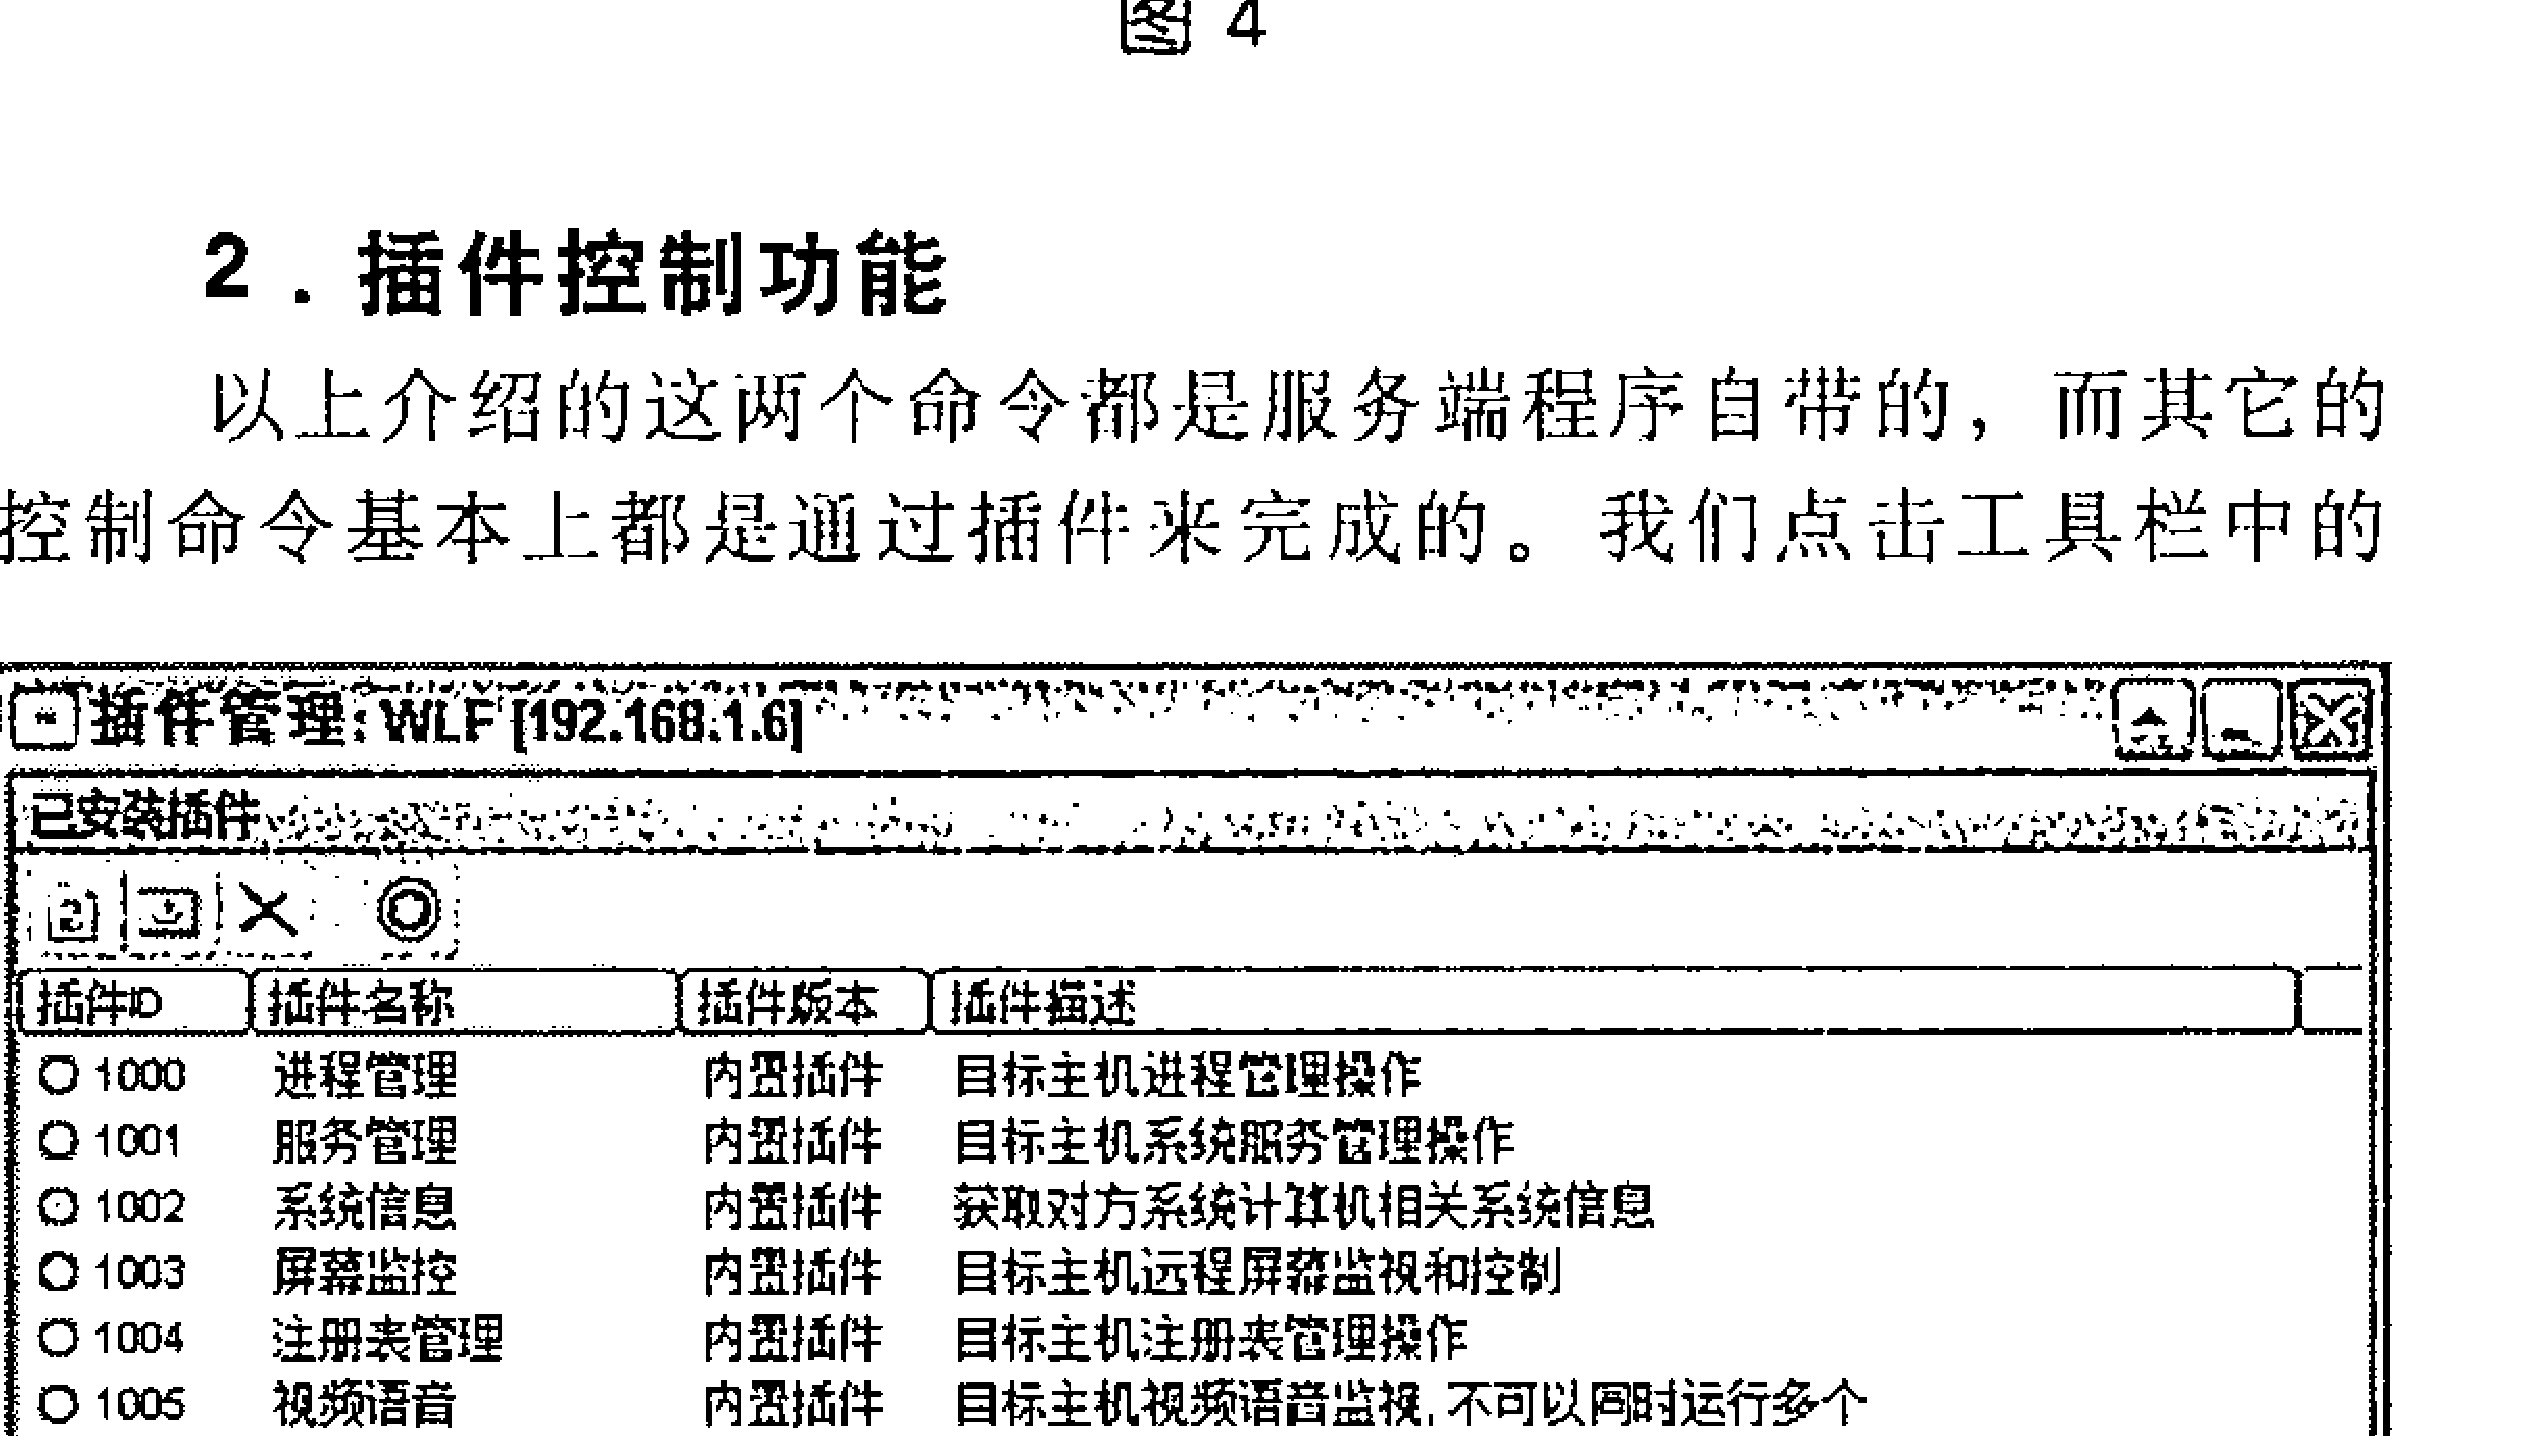 图 4
2．插件控制功能
以上介绍的这两个命令都是服务端程序自带的，而其它的
控制命令基本上都是通过插件来完成的。我们点击工具栏中的
插件管理: WLF [192.168.1.6]
已安装插件
插件ID 插件名称 插件版本 插件描述
1000 进程管理 内置插件 目标主机进程管理操作
1001 服务管理 内置插件 目标主机系统服务管理操作
1002 系统信息 内置插件 获取对方系统计算机相关系统信息
1003 屏幕监控 内置插件 目标主机远程屏幕监视和控制
1004 注册表管理 内置插件 目标主机注册表管理操作
1005 视频语音 内置插件 目标主机视频语音监视,不可以同时运行多个